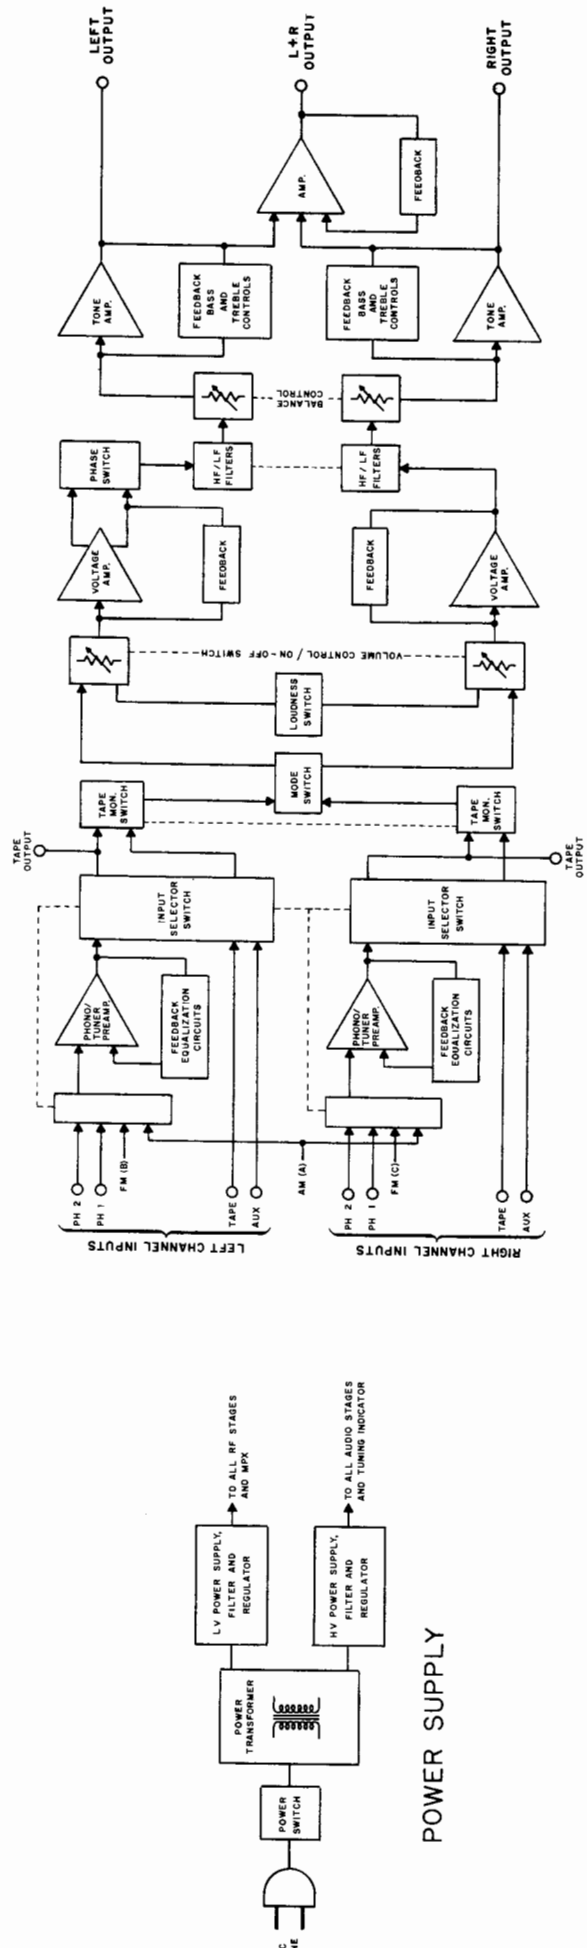 LEFT
OUTPUT
L+R
OUTPUT
RIGHT
OUTPUT
AMP.
FEEDBACK
TONE
AMP.
FEEDBACK
BASS
AND
TREBLE
CONTROLS
FEEDBACK
BASS
AND
TREBLE
CONTROLS
TONE
AMP.
BALANCE
CONTROL
PHASE
SWITCH
HF/LF
FILTERS
HF/LF
FILTERS
VOLTAGE
AMP.
FEEDBACK
FEEDBACK
VOLTAGE
AMP.
VOLUME CONTROL / ON-OFF SWITCH
LOUDNESS
SWITCH
MODE
SWITCH
TAPE
MON.
SWITCH
TAPE
MON.
SWITCH
TAPE
OUTPUT
TAPE
OUTPUT
INPUT
SELECTOR
SWITCH
INPUT
SELECTOR
SWITCH
PHONO/
TUNER
PREAMP.
FEEDBACK
EQUALIZATION
CIRCUITS
PHONO/
TUNER
PREAMP.
FEEDBACK
EQUALIZATION
CIRCUITS
PH 2
PH 1
FM (B)
TAPE
AUX
AM (A)
PH 2
PH 1
FM (C)
TAPE
AUX
LEFT CHANNEL INPUTS
RIGHT CHANNEL INPUTS
TO ALL RF STAGES
AND MPX
TO ALL AUDIO STAGES
AND TUNING INDICATOR
LV POWER SUPPLY,
FILTER AND
REGULATOR
HV POWER SUPPLY,
FILTER AND
REGULATOR
POWER
TRANSFORMER
POWER
SWITCH
POWER SUPPLY